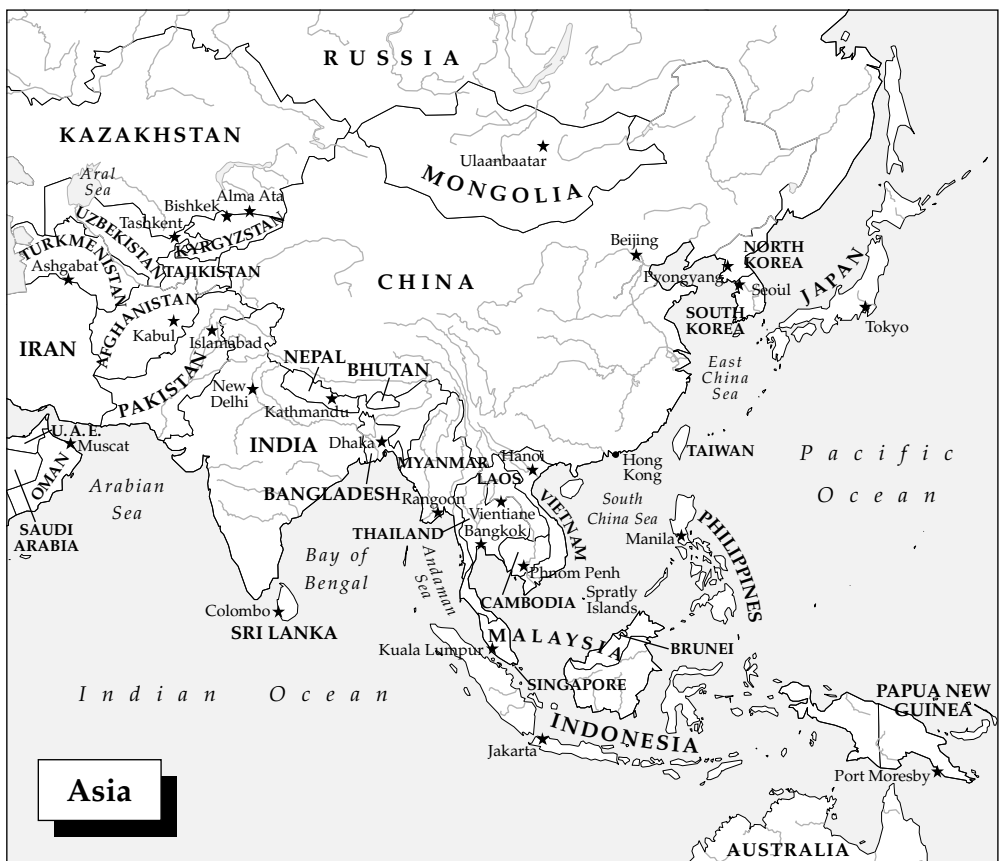 RUSSIA
KAZAKHSTAN
Ulaanbaatar
MONGOLIA
Aral
Sea
Bishkek
Alma Ata
Tashkent
UZBEKISTAN
KYRGYZSTAN
TURKMENISTAN
Ashgabat
TAJIKISTAN
Beijing
NORTH
KOREA
Pyongyang
Seoul
JAPAN
CHINA
SOUTH
KOREA
Tokyo
AFGHANISTAN
Kabul
Islamabad
IRAN
East
China
Sea
NEPAL
BHUTAN
PAKISTAN
New
Delhi
Kathmandu
U.A.E.
Muscat
INDIA
Dhaka
Hanoi
Hong
Kong
TAIWAN
Pacific
Ocean
OMAN
Arabian
Sea
MYANMAR
LAOS
BANGLADESH
Rangoon
Vientiane
South
China Sea
SAUDI
ARABIA
THAILAND
Bangkok
VIETNAM
Manila
PHILIPPINES
Bay of
Bengal
Andaman
Sea
Phnom Penh
Spratly
Islands
CAMBODIA
Colombo
SRI LANKA
MALAYSIA
Kuala Lumpur
BRUNEI
Indian Ocean
SINGAPORE
PAPUA NEW
GUINEA
INDONESIA
Jakarta
Port Moresby
Asia
AUSTRALIA